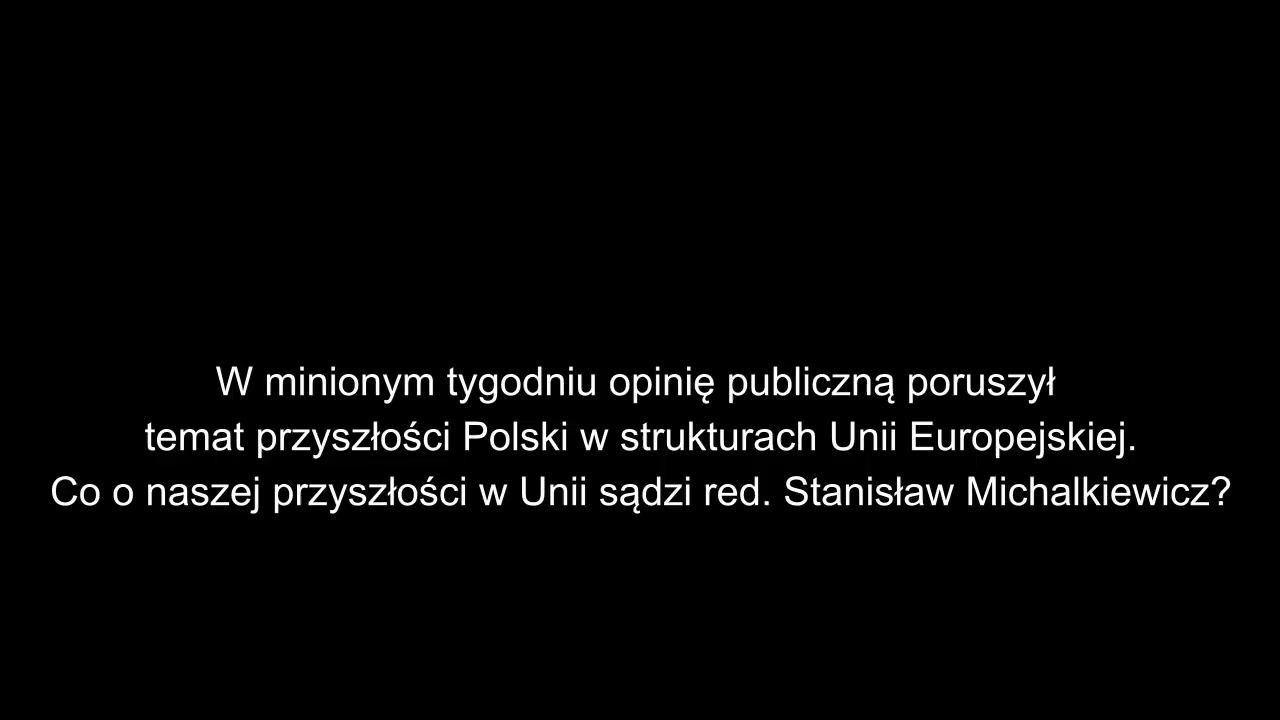 W minionym tygodniu opinię publiczną poruszył
temat przyszłości Polski w strukturach Unii Europejskiej.
Co o naszej przyszłości w Unii sądzi red. Stanisław Michalkiewicz?